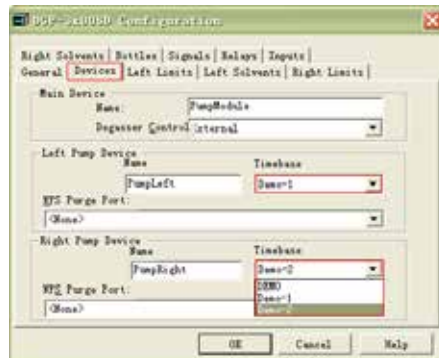 DGP-3x00SD Configuration
Right Solvents | Bottles | Signals | Relays | Inputs |
General | Devices | Left Limits | Left Solvents | Right Limits |
Main Device
Name: PumpModule
Degasser Control Internal
Left Pump Device
Name Timebase
PumpLeft Demo-1
WPS Purge Port:
<None>
Right Pump Device
Name Timebase
PumpRight Demo-2
WPS Purge Port: DEMO
Demo-1
<None> Demo-2
OK Cancel Help